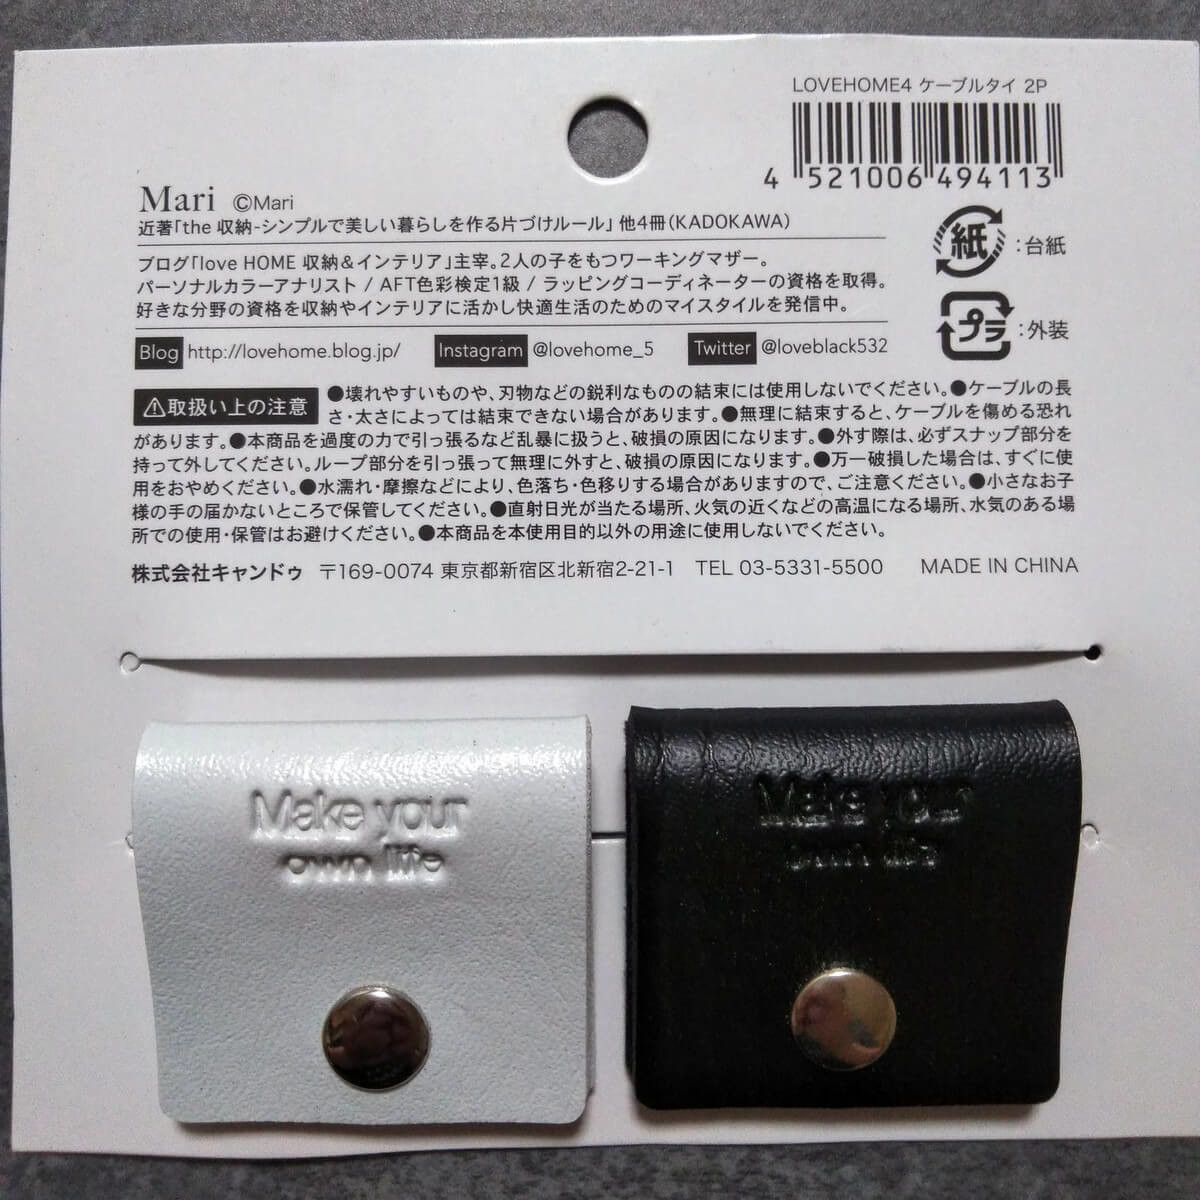 LOVEHOME4 ケーブルタイ 2P
4 521006 494113
Mari ©Mari
近著「the 収納-シンプルで美しい暮らしを作る片づけルール」他4冊(KADOKAWA)
紙:台紙
ブログ「love HOME 収納&インテリア」主宰。2人の子をもつワーキングマザー。
パーソナルカラーアナリスト / AFT色彩検定1級 / ラッピングコーディネーターの資格を取得。
好きな分野の資格を収納やインテリアに活かし快適生活のためのマイスタイルを発信中。
プラ:外装
Blog http://lovehome.blog.jp/ Instagram @lovehome_5 Twitter @loveblack532
⚠取扱い上の注意 ●壊れやすいものや、刃物などの鋭利なものの結束には使用しないでください。●ケーブルの長
さ・太さによっては結束できない場合があります。●無理に結束すると、ケーブルを傷める恐れ
があります。●本商品を過度の力で引っ張るなど乱暴に扱うと、破損の原因になります。●外す際は、必ずスナップ部分を
持って外してください。ループ部分を引っ張って無理に外すと、破損の原因になります。●万一破損した場合は、すぐに使
用をおやめください。●水濡れ・摩擦などにより、色落ち・色移りする場合がありますので、ご注意ください。●小さなお子
様の手の届かないところで保管してください。●直射日光が当たる場所、火気の近くなどの高温になる場所、水気のある場
所での使用・保管はお避けください。●本商品を本使用目的以外の用途に使用しないでください。
株式会社キャンドゥ 〒169-0074 東京都新宿区北新宿2-21-1 TEL 03-5331-5500 MADE IN CHINA
Make your
own life
Make your
own life